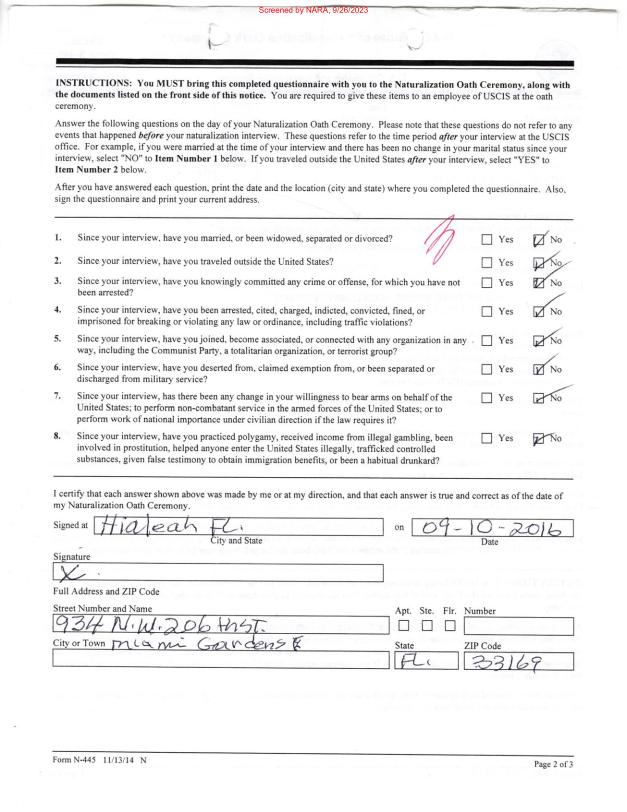 Screened by NARA, 9/26/2023
INSTRUCTIONS: You MUST bring this completed questionnaire with you to the Naturalization Oath Ceremony, along with
the documents listed on the front side of this notice. You are required to give these items to an employee of USCIS at the oath
ceremony.
Answer the following questions on the day of your Naturalization Oath Ceremony. Please note that these questions do not refer to any
events that happened before your naturalization interview. These questions refer to the time period after your interview at the USCIS
office. For example, if you were married at the time of your interview and there has been no change in your marital status since your
interview, select "NO" to Item Number 1 below. If you traveled outside the United States after your interview, select "YES" to
Item Number 2 below.
After you have answered each question, print the date and the location (city and state) where you completed the questionnaire. Also,
sign the questionnaire and print your current address.
1. Since your interview, have you married, or been widowed, separated or divorced? Yes No
2. Since your interview, have you traveled outside the United States? Yes No
3. Since your interview, have you knowingly committed any crime or offense, for which you have not Yes No
been arrested?
4. Since your interview, have you been arrested, cited, charged, indicted, convicted, fined, or Yes No
imprisoned for breaking or violating any law or ordinance, including traffic violations?
5. Since your interview, have you joined, become associated, or connected with any organization in any Yes No
way, including the Communist Party, a totalitarian organization, or terrorist group?
6. Since your interview, have you deserted from, claimed exemption from, or been separated or Yes No
discharged from military service?
7. Since your interview, has there been any change in your willingness to bear arms on behalf of the Yes No
United States; to perform non-combatant service in the armed forces of the United States; or to
perform work of national importance under civilian direction if the law requires it?
8. Since your interview, have you practiced polygamy, received income from illegal gambling, been Yes No
involved in prostitution, helped anyone enter the United States illegally, trafficked controlled
substances, given false testimony to obtain immigration benefits, or been a habitual drunkard?
I certify that each answer shown above was made by me or at my direction, and that each answer is true and correct as of the date of
my Naturalization Oath Ceremony.
Signed at Hialeah FL. on 09-10-2016
City and State Date
Signature
X.
Full Address and ZIP Code
Street Number and Name Apt. Ste. Flr. Number
934 N.W. 206 thST.
City or Town Miami Gardens State ZIP Code
FL. 33169
Form N-445 11/13/14 N Page 2 of 3